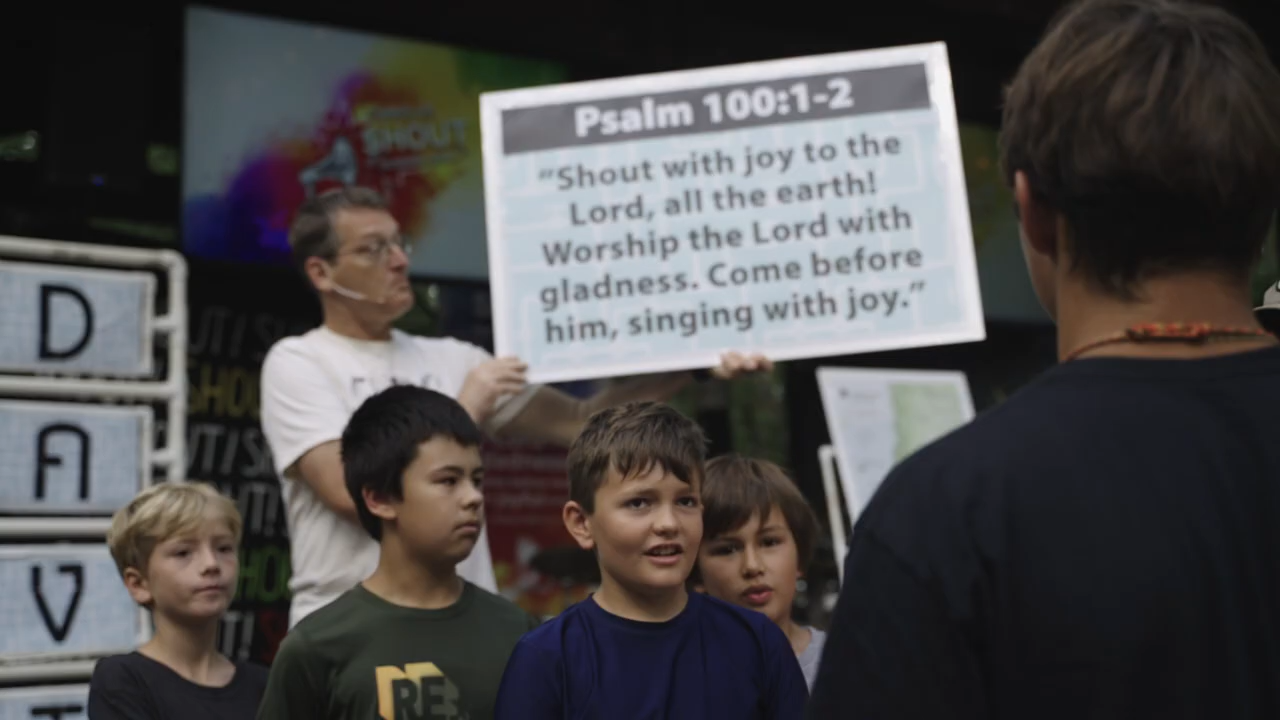 SHOUT
Psalm 100:1-2
“Shout with joy to the
Lord, all the earth!
Worship the Lord with
gladness. Come before
him, singing with joy.”
D
A
V
RE